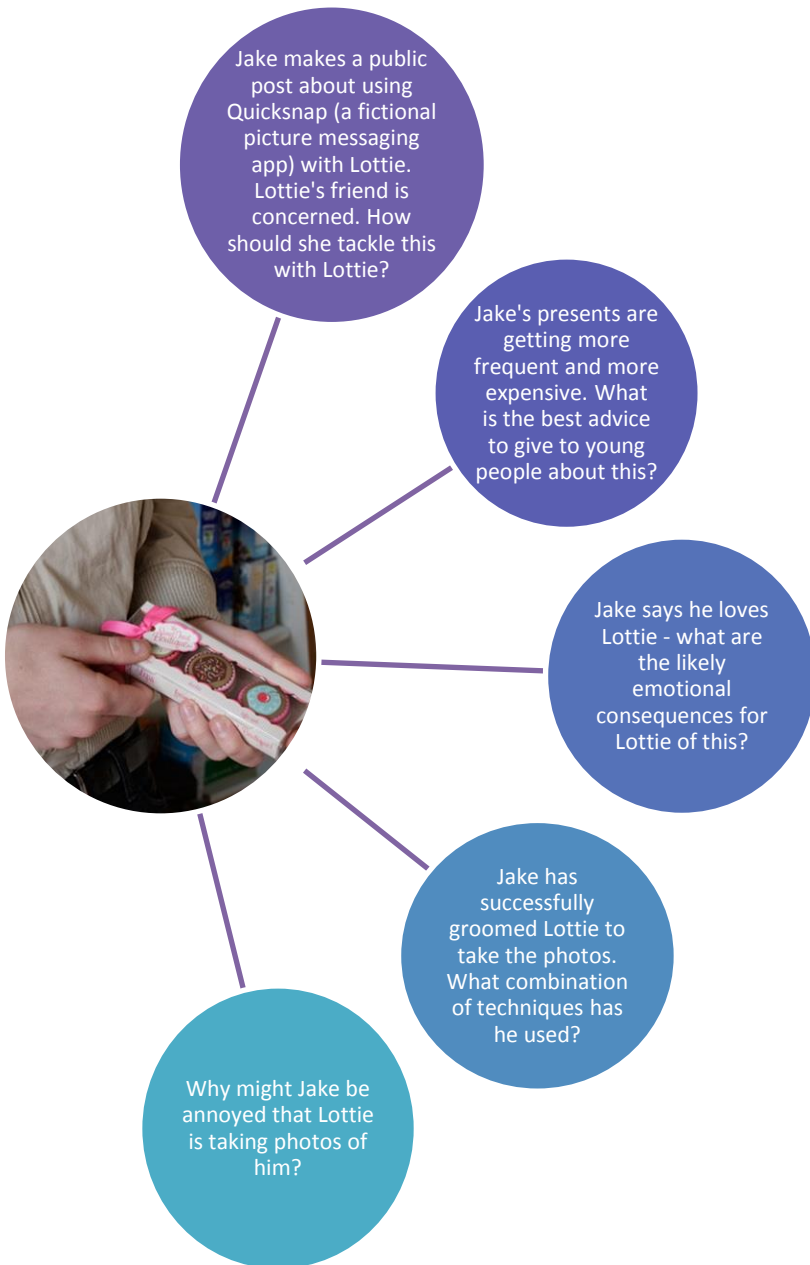 Jake makes a public
post about using
Quicksnap (a fictional
picture messaging
app) with Lottie.
Lottie's friend is
concerned. How
should she tackle this
with Lottie?
Jake's presents are
getting more
frequent and more
expensive. What
is the best advice
to give to young
people about this?
Jake says he loves
Lottie - what are
the likely
emotional
consequences for
Lottie of this?
Jake has
successfully
groomed Lottie to
take the photos.
What combination
of techniques has
he used?
Why might Jake be
annoyed that Lottie
is taking photos of
him?